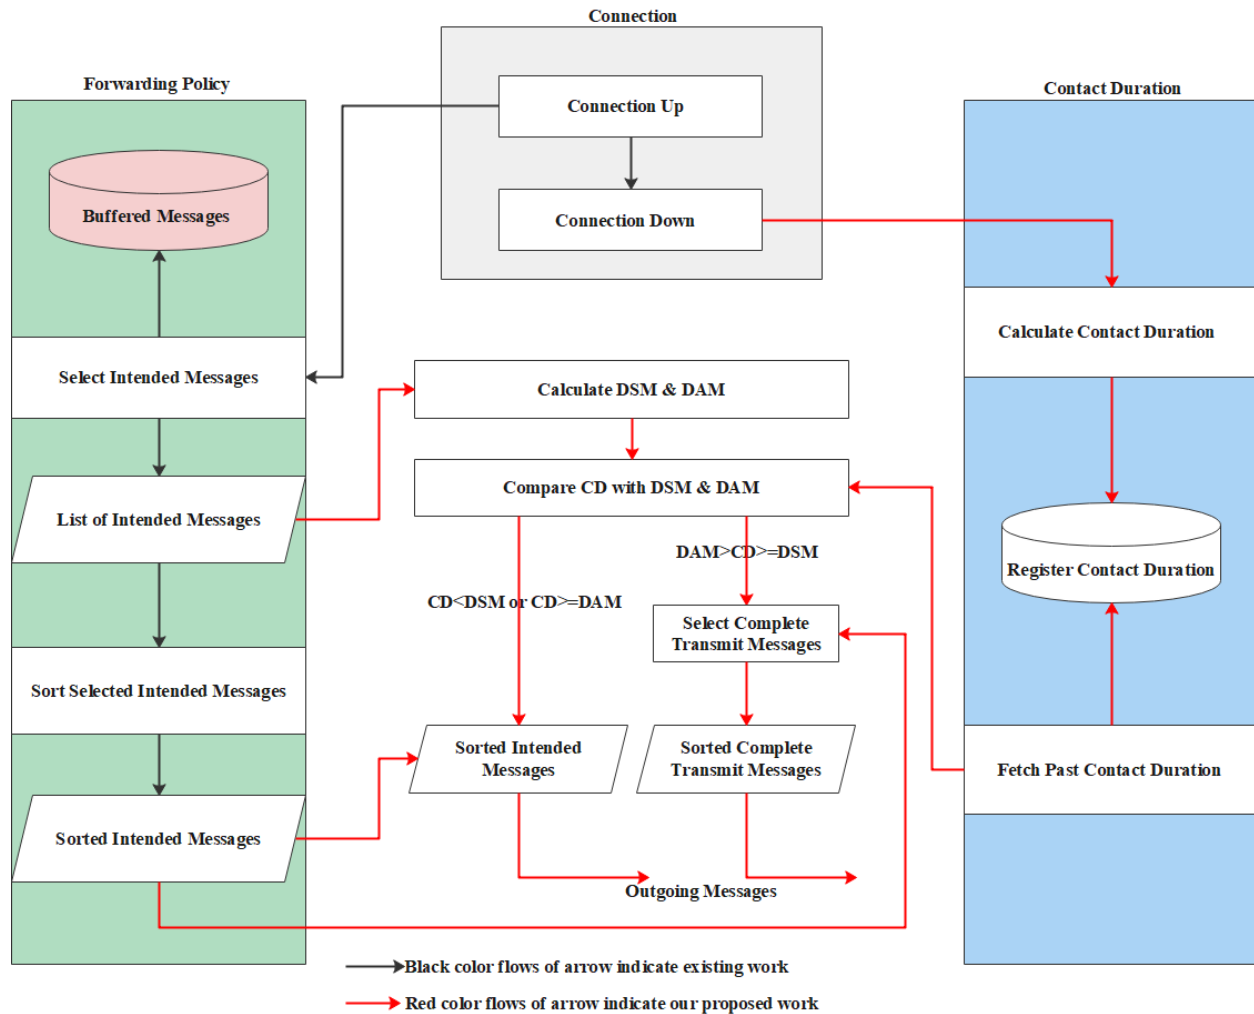 Connection
Forwarding Policy
Contact Duration
Connection Up
Buffered Messages
Connection Down
Calculate Contact Duration
Select Intended Messages
Calculate DSM & DAM
Compare CD with DSM & DAM
List of Intended Messages
DAM>CD>=DSM
Register Contact Duration
CD<DSM or CD>=DAM
Select Complete
Transmit Messages
Sort Selected Intended Messages
Sorted Intended
Messages
Sorted Complete
Transmit Messages
Fetch Past Contact Duration
Sorted Intended Messages
Outgoing Messages
Black color flows of arrow indicate existing work
Red color flows of arrow indicate our proposed work